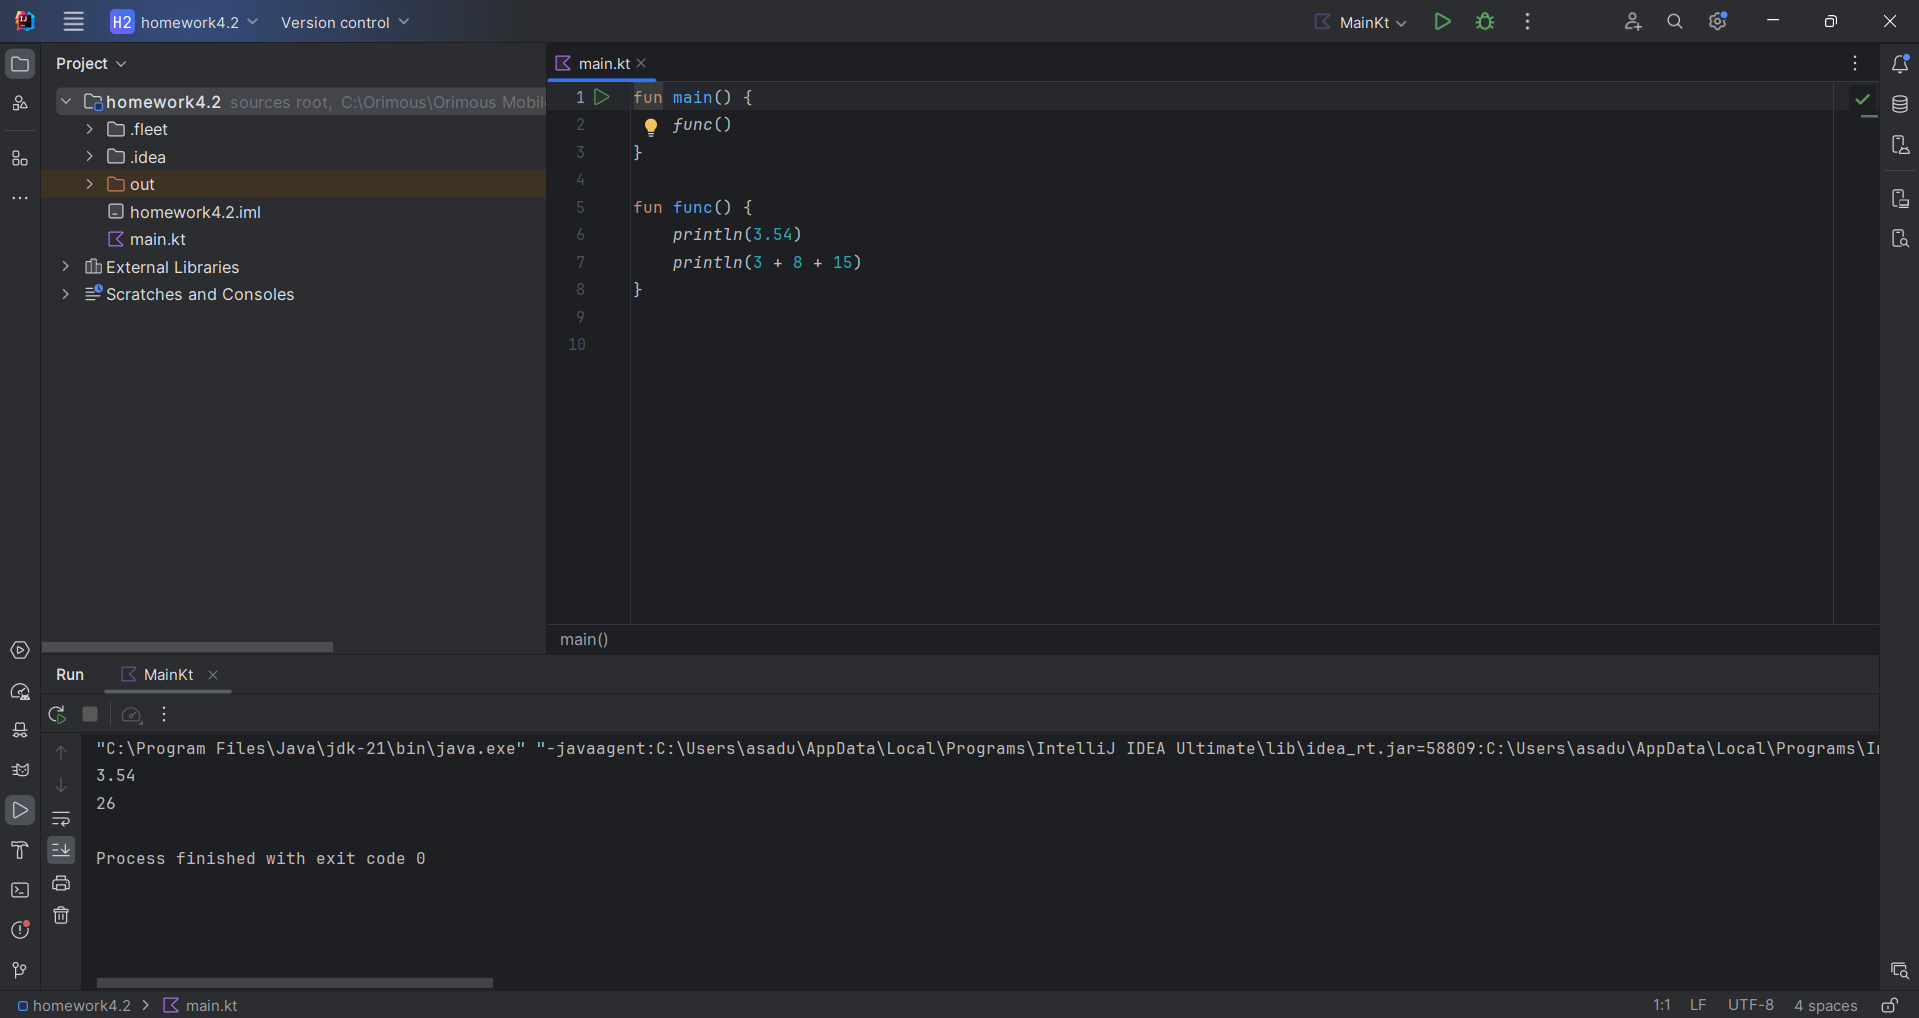 H2 homework4.2 Version control MainKt
Project
homework4.2 sources root, C:\Orimous\Orimous Mobil
.fleet
.idea
out
homework4.2.iml
main.kt
External Libraries
Scratches and Consoles
main.kt
1 fun main() {
2 func()
3 }
4
5 fun func() {
6 println(3.54)
7 println(3 + 8 + 15)
8 }
9
10
main()
Run MainKt
"C:\Program Files\Java\jdk-21\bin\java.exe" "-javaagent:C:\Users\asadu\AppData\Local\Programs\IntelliJ IDEA Ultimate\lib\idea_rt.jar=58809:C:\Users\asadu\AppData\Local\Programs\In
3.54
26
Process finished with exit code 0
homework4.2 main.kt 1:1 LF UTF-8 4 spaces